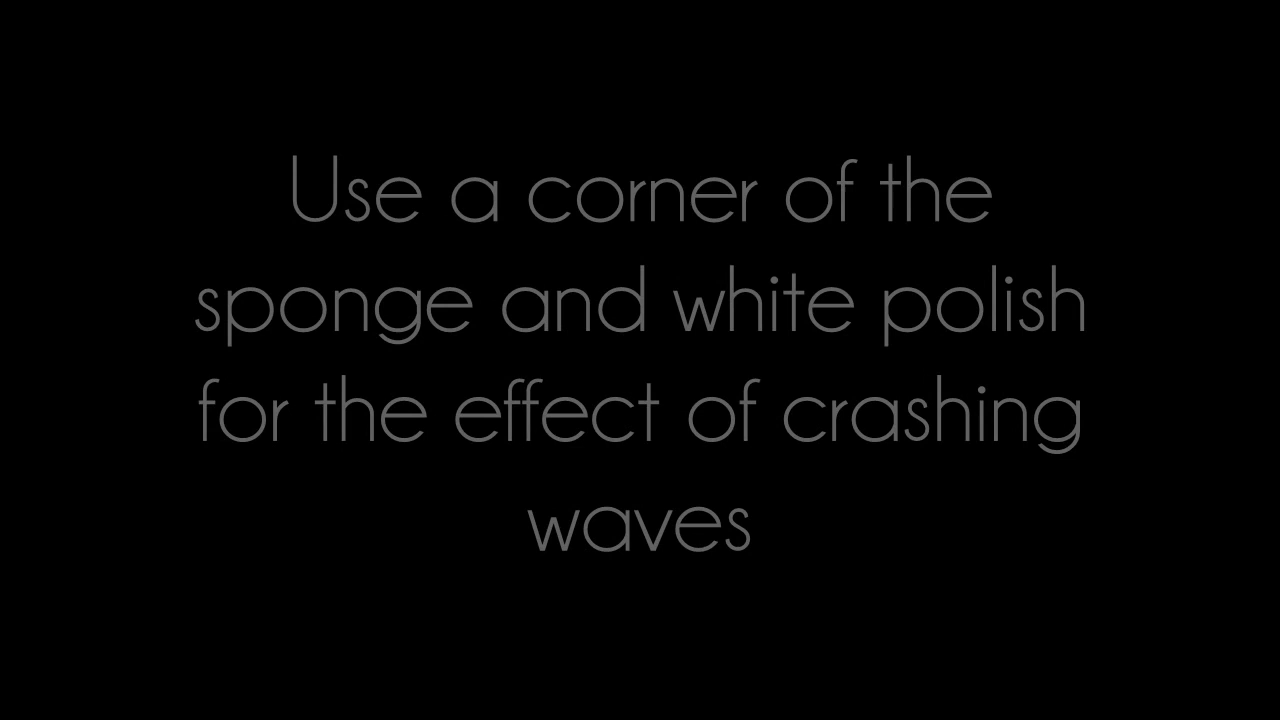 Use a corner of the
sponge and white polish
for the effect of crashing
waves